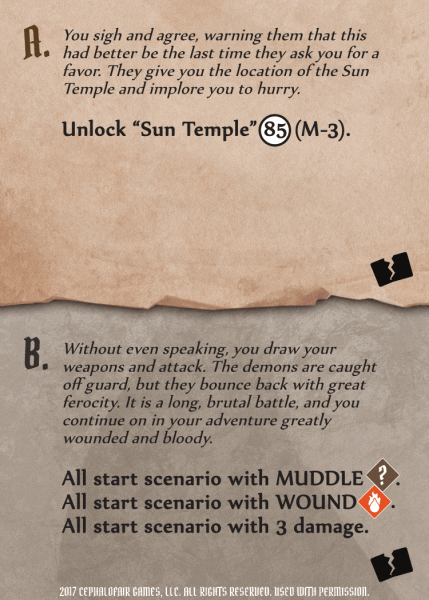 A.
You sigh and agree, warning them that this
had better be the last time they ask you for a
favor. They give you the location of the Sun
Temple and implore you to hurry.
Unlock “Sun Temple” 85 (M-3).
B.
Without even speaking, you draw your
weapons and attack. The demons are caught
off guard, but they bounce back with great
ferocity. It is a long, brutal battle, and you
continue on in your adventure greatly
wounded and bloody.
All start scenario with MUDDLE ?.
All start scenario with WOUND .
All start scenario with 3 damage.
2017 CEPHALOFAIR GAMES, LLC. ALL RIGHTS RESERVED. USED WITH PERMISSION.